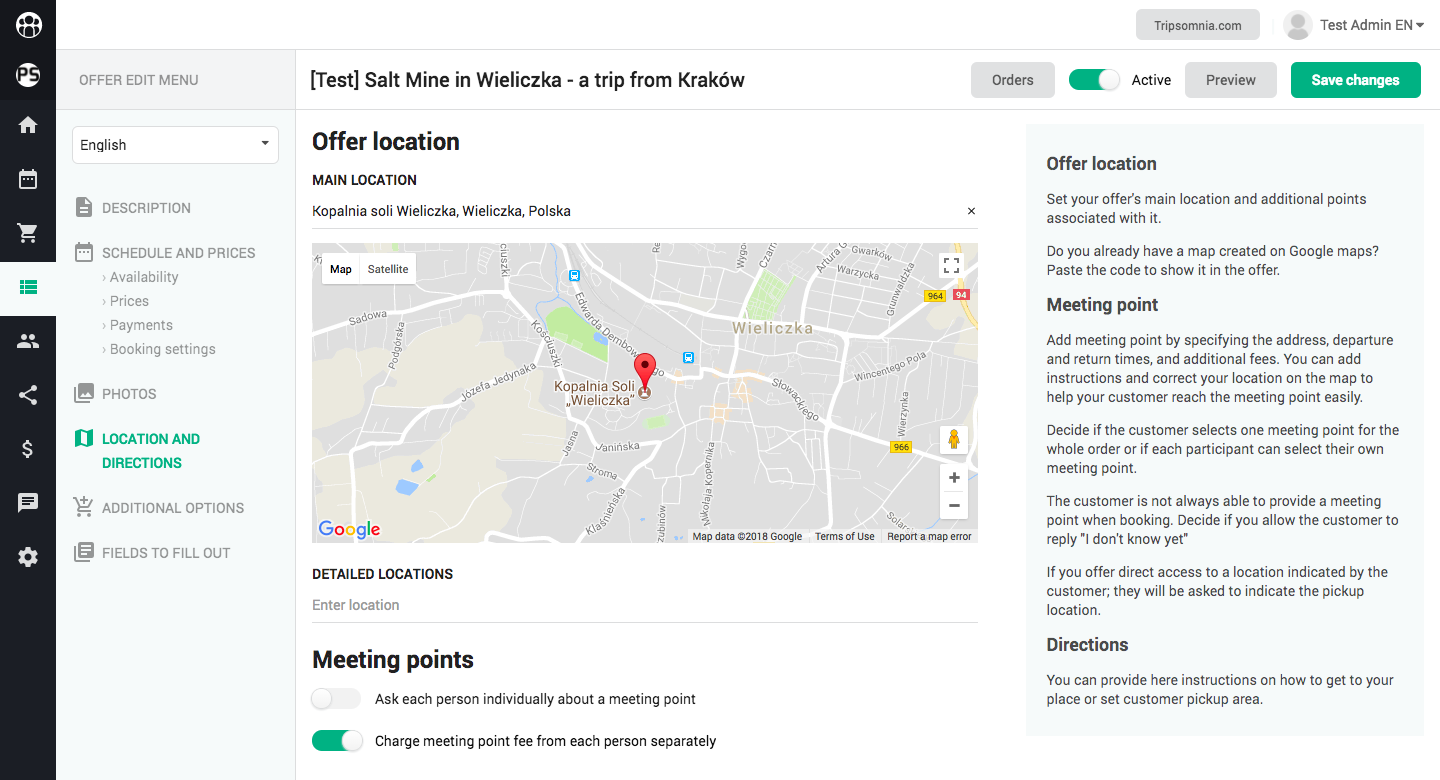 Tripsomnia.com
Test Admin EN
PS
OFFER EDIT MENU
[Test] Salt Mine in Wieliczka - a trip from Kraków
Orders
Active
Preview
Save changes
English
DESCRIPTION
SCHEDULE AND PRICES
› Availability
› Prices
› Payments
› Booking settings
PHOTOS
LOCATION AND
DIRECTIONS
ADDITIONAL OPTIONS
FIELDS TO FILL OUT
Offer location
MAIN LOCATION
Kopalnia soli Wieliczka, Wieliczka, Polska
×
Map
Satellite
Sadowa
Podgórska
Józefa Jedynaka
Kościuszki
Edwarda Dembowskiego
Gwarków
Warzycka
Grunwaldzka
964
94
Wieliczka
Wincentego Pola
Kopalnia Soli
„Wieliczka”
Słowackiego
Wierzynka
966
Jasna
Janińska
Stroma
Klaśnieńska
Mikołaja Kopernika
Google
Map data ©2018 Google
Terms of Use
Report a map error
DETAILED LOCATIONS
Enter location
Meeting points
Ask each person individually about a meeting point
Charge meeting point fee from each person separately
Offer location
Set your offer's main location and additional points
associated with it.
Do you already have a map created on Google maps?
Paste the code to show it in the offer.
Meeting point
Add meeting point by specifying the address, departure
and return times, and additional fees. You can add
instructions and correct your location on the map to
help your customer reach the meeting point easily.
Decide if the customer selects one meeting point for the
whole order or if each participant can select their own
meeting point.
The customer is not always able to provide a meeting
point when booking. Decide if you allow the customer to
reply "I don't know yet"
If you offer direct access to a location indicated by the
customer; they will be asked to indicate the pickup
location.
Directions
You can provide here instructions on how to get to your
place or set customer pickup area.